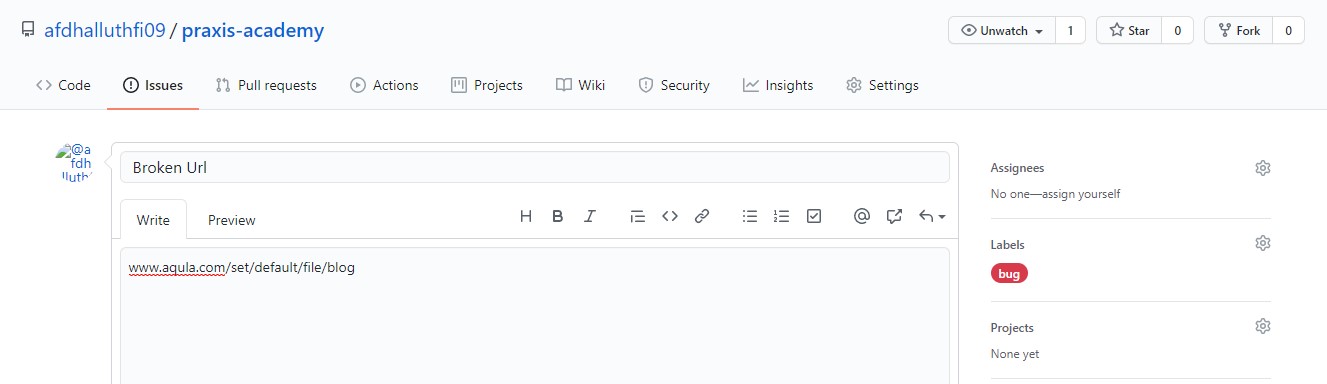 afdhalluthfi09 / praxis-academy
Unwatch 1 Star 0 Fork 0
Code Issues Pull requests Actions Projects Wiki Security Insights Settings
@a
fdh
alluthf
Broken Url
Write Preview
www.aqula.com/set/default/file/blog
Assignees
No one—assign yourself
Labels
bug
Projects
None yet